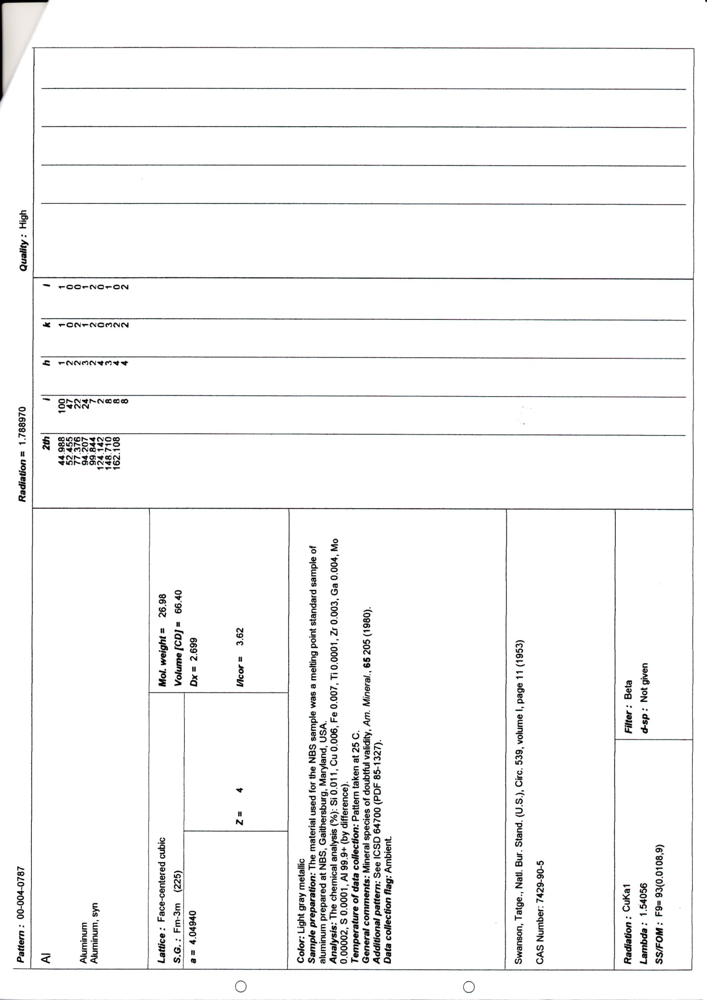 Pattern : 00-004-0787 Radiation = 1.788970 Quality : High
Al
Aluminum
Aluminum, syn
2th i h k l
44.988 100 1 1 1
52.455 47 2 0 0
77.376 22 2 2 0
94.207 24 3 1 1
99.844 7 2 2 2
124.142 2 4 0 0
148.710 8 3 3 1
162.108 8 4 2 0
8 4 2 2
Lattice : Face-centered cubic
S.G. : Fm-3m (225)
a = 4.04940
Z = 4
Mol. weight = 26.98
Volume [CD] = 66.40
Dx = 2.699
I/Icor = 3.62
Color: Light gray metallic
Sample preparation: The material used for the NBS sample was a melting point standard sample of
aluminum prepared at NBS, Gaithersburg, Maryland, USA.
Analysis: The chemical analysis (%): Si 0.011, Cu 0.006, Fe 0.007, Ti 0.0001, Zr 0.003, Ga 0.004, Mo
0.00002, S 0.0001, Al 99.9+ (by difference).
Temperature of data collection: Pattern taken at 25 C.
General comments: Mineral species of doubtful validity, Am. Mineral., 65 205 (1980).
Additional pattern: See ICSD 64700 (PDF 85-1327).
Data collection flag: Ambient.
Swanson, Tatge., Natl. Bur. Stand. (U.S.), Circ. 539, volume I, page 11 (1953)
CAS Number: 7429-90-5
Radiation : CuKa1
Lambda : 1.54056
SS/FOM : F9= 93(0.0108,9)
Filter : Beta
d-sp : Not given